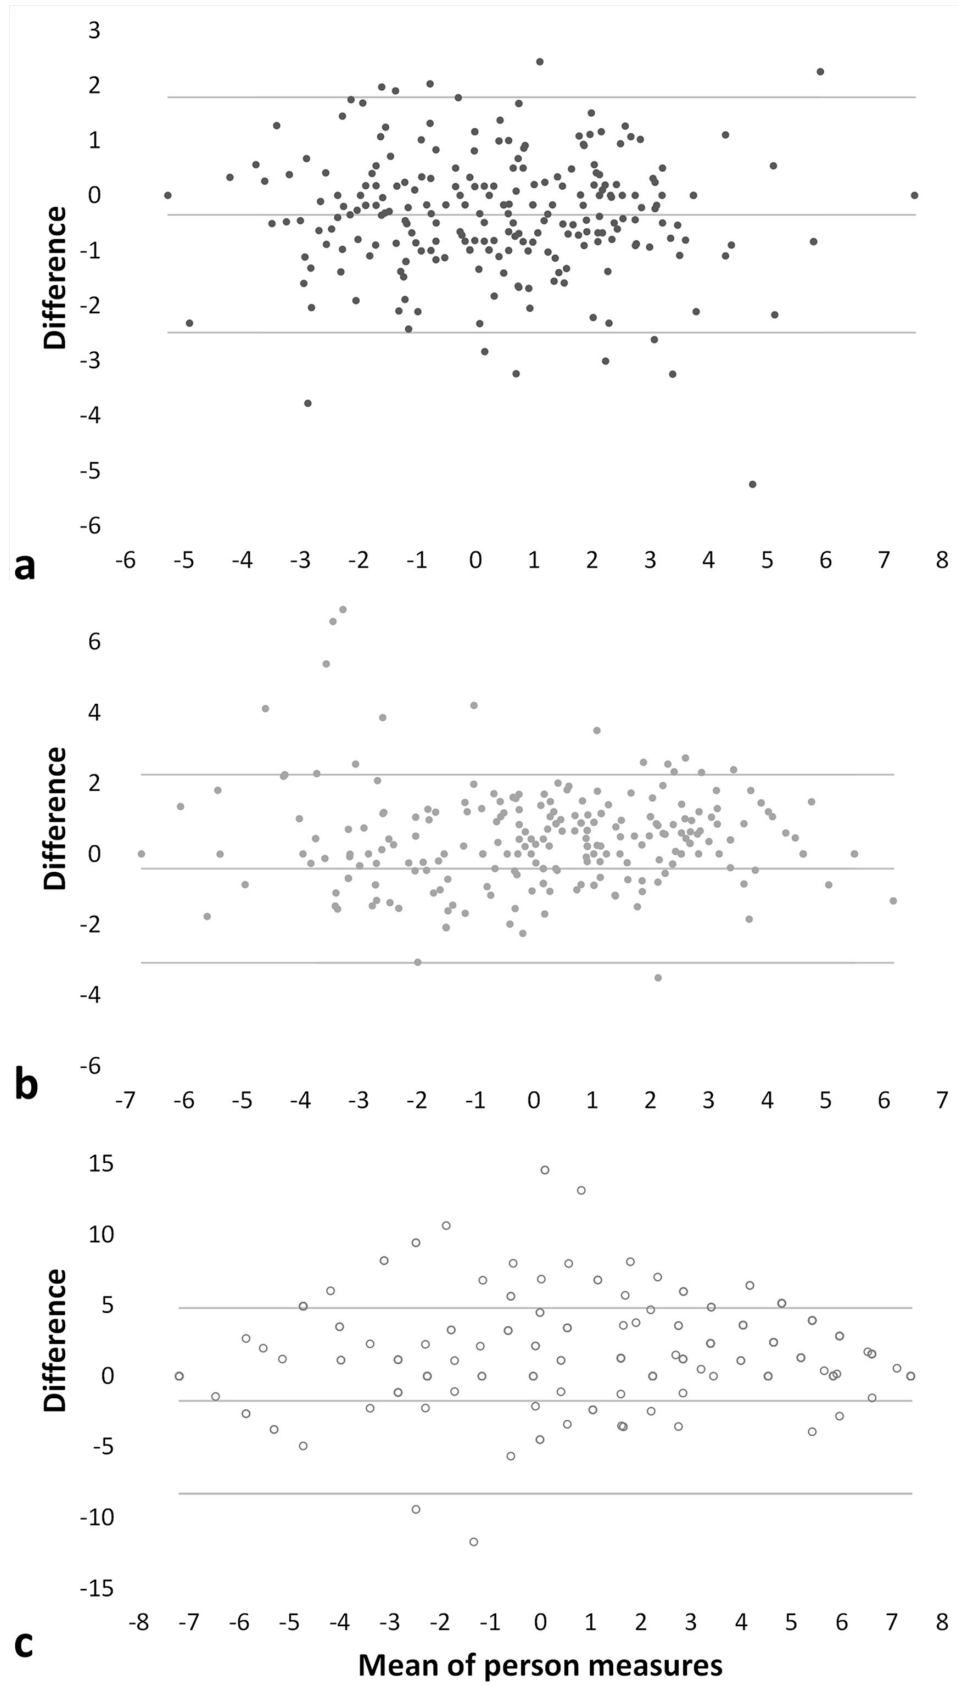 3
2
1
0
-1
-2
-3
-4
-5
-6
Difference
-6 -5 -4 -3 -2 -1 0 1 2 3 4 5 6 7 8
a
6
4
2
0
-2
-4
-6
Difference
-7 -6 -5 -4 -3 -2 -1 0 1 2 3 4 5 6 7
b
15
10
5
0
-5
-10
-15
Difference
-8 -7 -6 -5 -4 -3 -2 -1 0 1 2 3 4 5 6 7 8
c
Mean of person measures